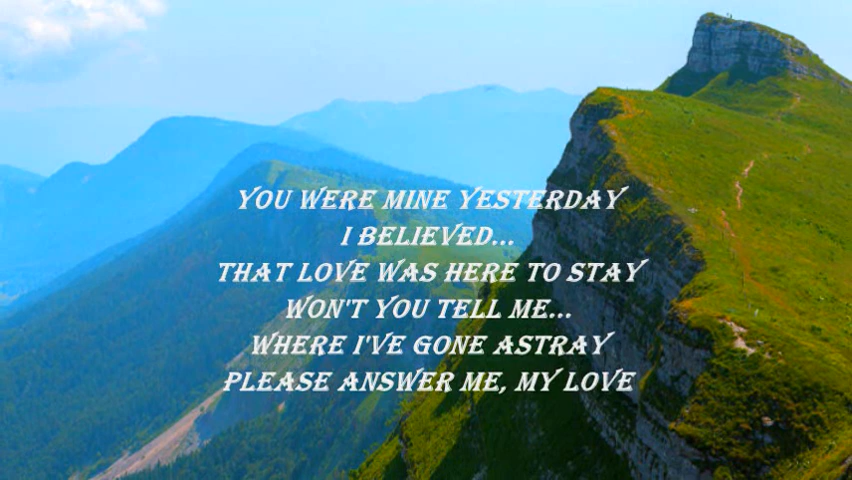 YOU WERE MINE YESTERDAY
I BELIEVED...
THAT LOVE WAS HERE TO STAY
WON'T YOU TELL ME...
WHERE I'VE GONE ASTRAY
PLEASE ANSWER ME, MY LOVE